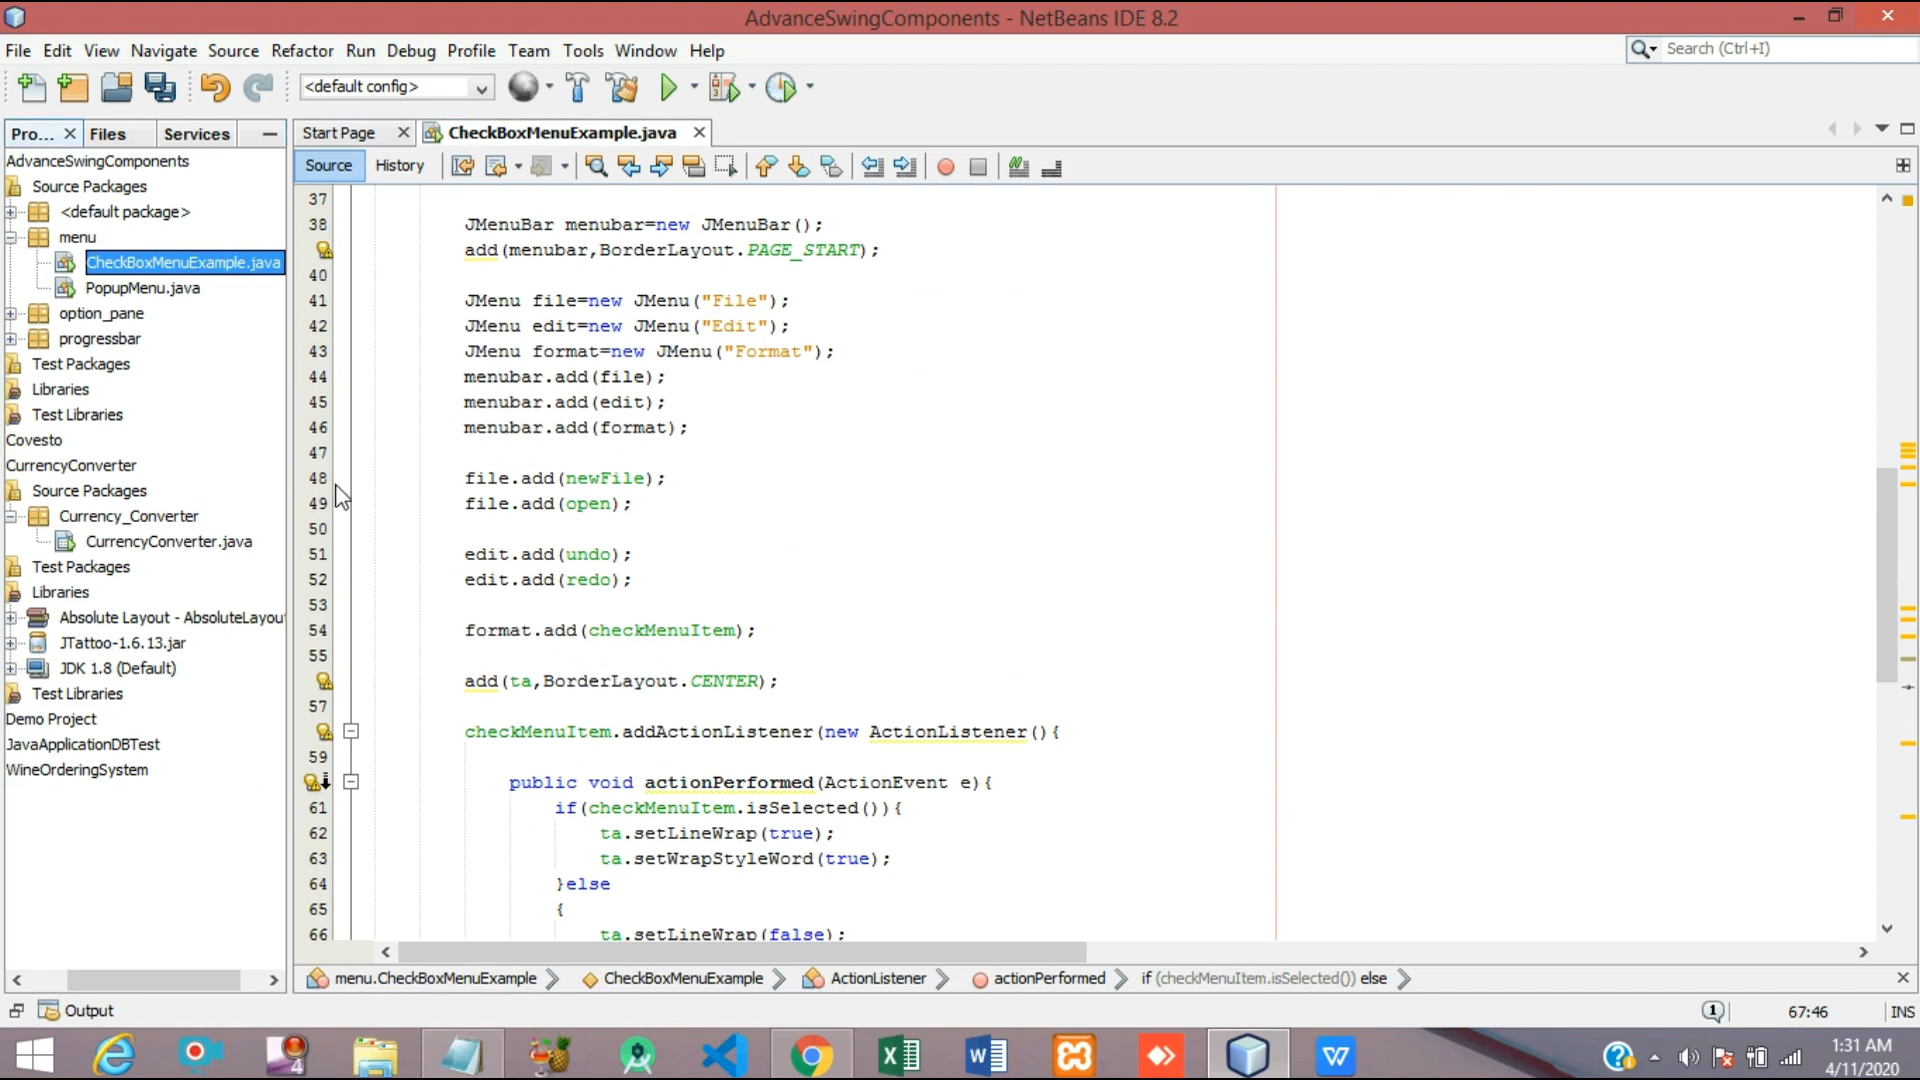 AdvanceSwingComponents - NetBeans IDE 8.2
File Edit View Navigate Source Refactor Run Debug Profile Team Tools Window Help
Search (Ctrl+I)
<default config>
Pro... Files Services
Start Page CheckBoxMenuExample.java
Source History
AdvanceSwingComponents
Source Packages
<default package>
menu
CheckBoxMenuExample.java
PopupMenu.java
option_pane
progressbar
Test Packages
Libraries
Test Libraries
Covesto
CurrencyConverter
Source Packages
Currency_Converter
CurrencyConverter.java
Test Packages
Libraries
Absolute Layout - AbsoluteLayou
JTattoo-1.6.13.jar
JDK 1.8 (Default)
Test Libraries
Demo Project
JavaApplicationDBTest
WineOrderingSystem
37
38 JMenuBar menubar=new JMenuBar();
add(menubar,BorderLayout.PAGE_START);
40
41 JMenu file=new JMenu("File");
42 JMenu edit=new JMenu("Edit");
43 JMenu format=new JMenu("Format");
44 menubar.add(file);
45 menubar.add(edit);
46 menubar.add(format);
47
48 file.add(newFile);
49 file.add(open);
50
51 edit.add(undo);
52 edit.add(redo);
53
54 format.add(checkMenuItem);
55
add(ta,BorderLayout.CENTER);
57
checkMenuItem.addActionListener(new ActionListener(){
59
public void actionPerformed(ActionEvent e){
61 if(checkMenuItem.isSelected()){
62 ta.setLineWrap(true);
63 ta.setWrapStyleWord(true);
64 }else
65 {
66 ta.setLineWrap(false);
menu.CheckBoxMenuExample CheckBoxMenuExample ActionListener actionPerformed if (checkMenuItem.isSelected()) else
Output
1 67:46 INS
1:31 AM
4/11/2020